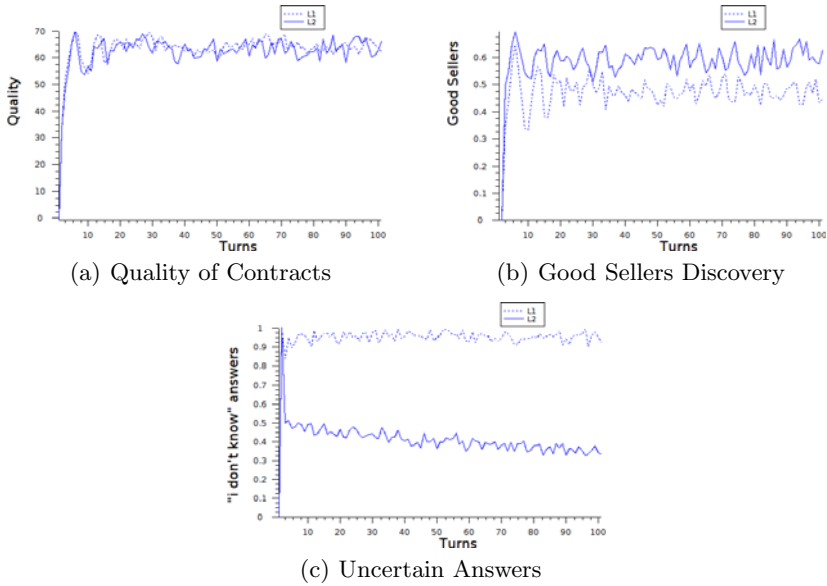 L1
L2
70
60
50
40
30
20
10
0
Quality
10 20 30 40 50 60 70 80 90 100
Turns
(a) Quality of Contracts
L1
L2
0.6
0.5
0.4
0.3
0.2
0.1
0
Good Sellers
10 20 30 40 50 60 70 80 90 100
Turns
(b) Good Sellers Discovery
L1
L2
1
0.9
0.8
0.7
0.6
0.5
0.4
0.3
0.2
0.1
0
"i don't know" answers
10 20 30 40 50 60 70 80 90 100
Turns
(c) Uncertain Answers